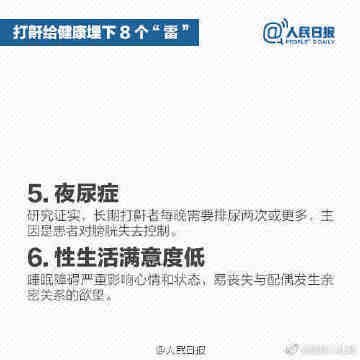 打鼾给健康埋下8个“雷”
人民日报
PEOPLE'S DAILY
5. 夜尿症
研究证实，长期打鼾者每晚需要排尿两次或更多，主
因是患者对膀胱失去控制。
6. 性生活满意度低
睡眠障碍严重影响心情和状态，易丧失与配偶发生亲
密关系的欲望。
@人民日报